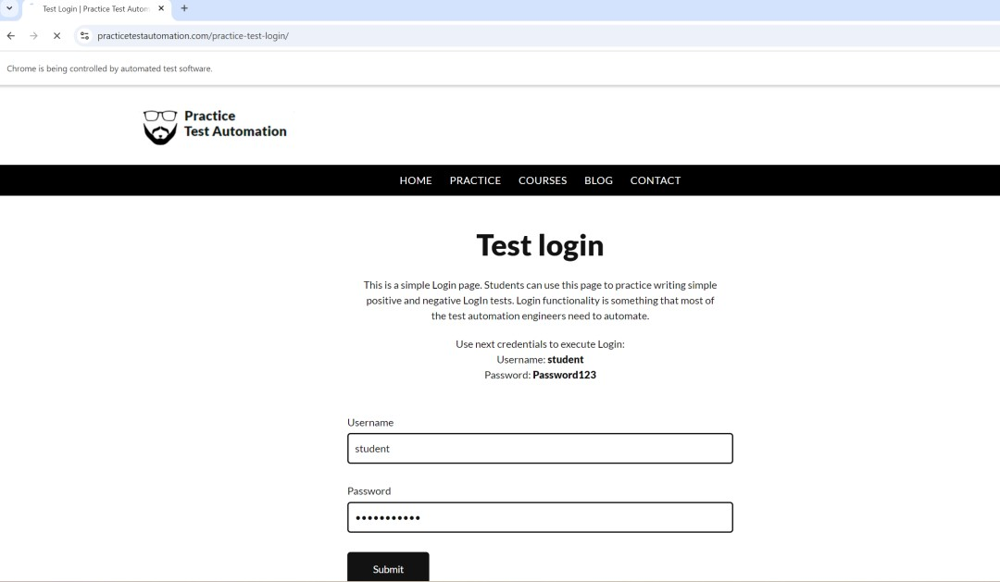 Test Login | Practice Test Autom
practicetestautomation.com/practice-test-login/
Chrome is being controlled by automated test software.
Practice
Test Automation
HOME PRACTICE COURSES BLOG CONTACT
Test login
This is a simple Login page. Students can use this page to practice writing simple
positive and negative LogIn tests. Login functionality is something that most of
the test automation engineers need to automate.
Use next credentials to execute Login:
Username: student
Password: Password123
Username
student
Password
•••••••••••
Submit